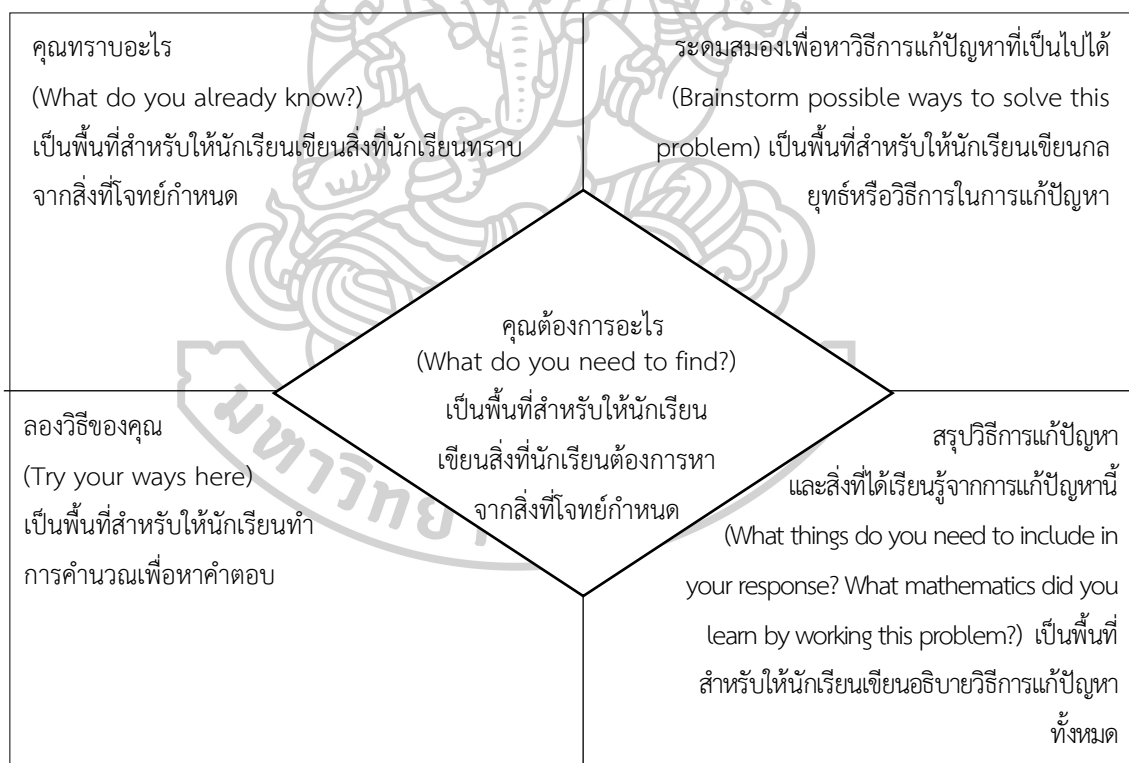 คุณทราบอะไร
(What do you already know?)
เป็นพื้นที่สำหรับให้นักเรียนเขียนสิ่งที่นักเรียนทราบ
จากสิ่งที่โจทย์กำหนด
ระดมสมองเพื่อหาวิธีการแก้ปัญหาที่เป็นไปได้
(Brainstorm possible ways to solve this
problem) เป็นพื้นที่สำหรับให้นักเรียนเขียนกล
ยุทธ์หรือวิธีการในการแก้ปัญหา
คุณต้องการอะไร
(What do you need to find?)
เป็นพื้นที่สำหรับให้นักเรียน
เขียนสิ่งที่นักเรียนต้องการหา
จากสิ่งที่โจทย์กำหนด
ลองวิธีของคุณ
(Try your ways here)
เป็นพื้นที่สำหรับให้นักเรียนทำ
การคำนวณเพื่อหาคำตอบ
สรุปวิธีการแก้ปัญหา
และสิ่งที่ได้เรียนรู้จากการแก้ปัญหานี้
(What things do you need to include in
your response? What mathematics did you
learn by working this problem?) เป็นพื้นที่
สำหรับให้นักเรียนเขียนอธิบายวิธีการแก้ปัญหา
ทั้งหมด